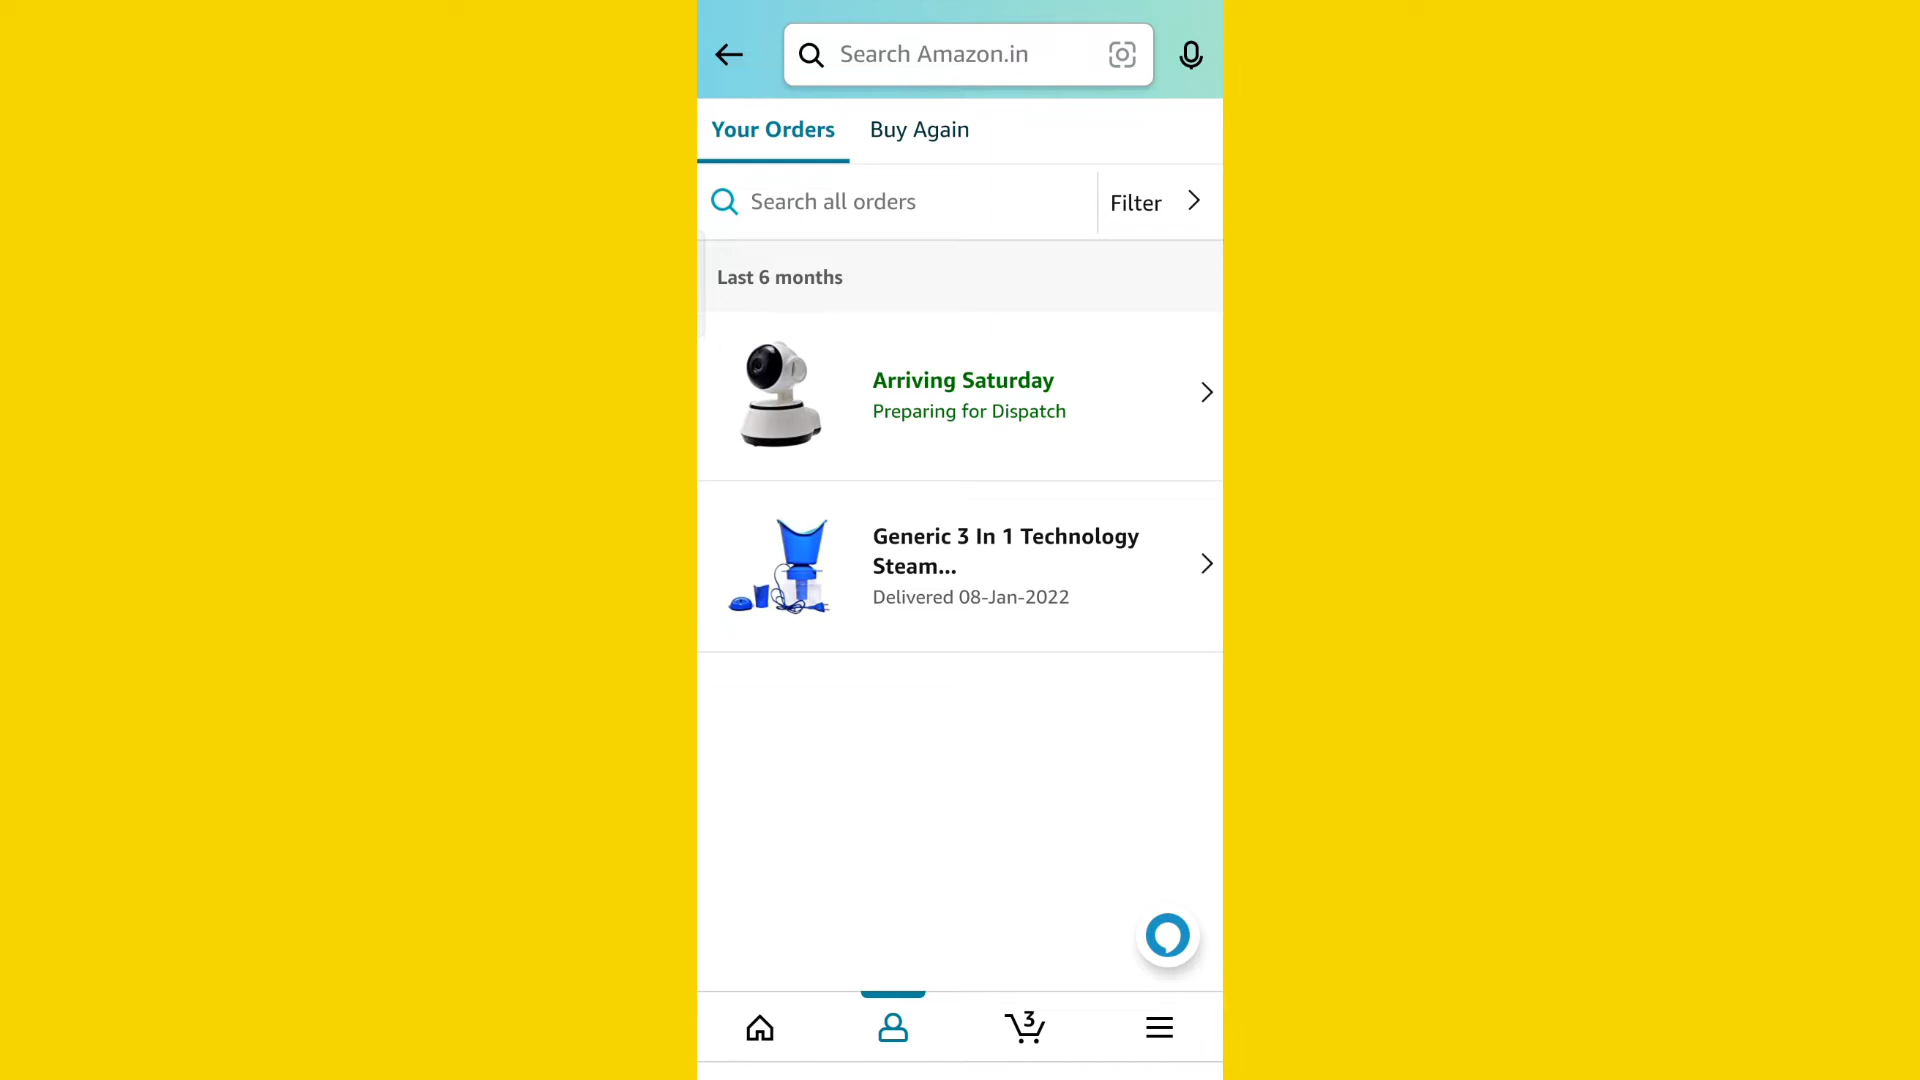 Search Amazon.in
Your Orders Buy Again
Search all orders
Filter
Last 6 months
Arriving Saturday
Preparing for Dispatch
Generic 3 In 1 Technology
Steam...
Delivered 08-Jan-2022
3